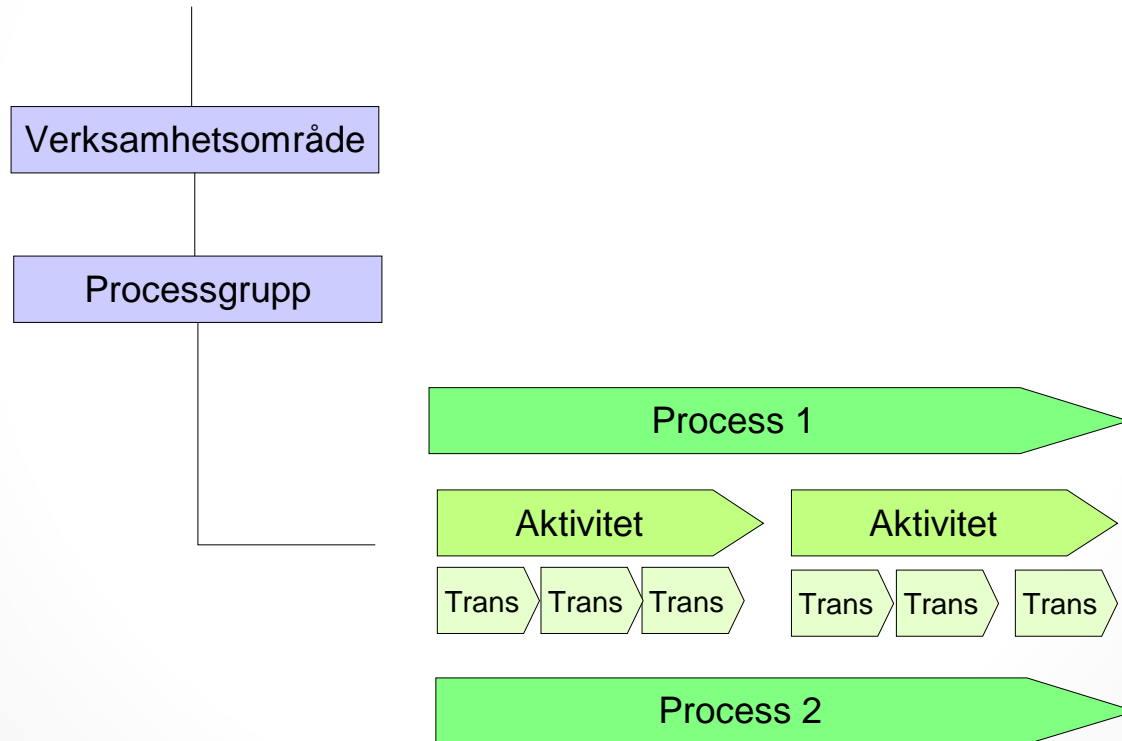 Verksamhetsområde
Processgrupp
Process 1
Aktivitet Aktivitet
Trans Trans Trans Trans Trans Trans
Process 2